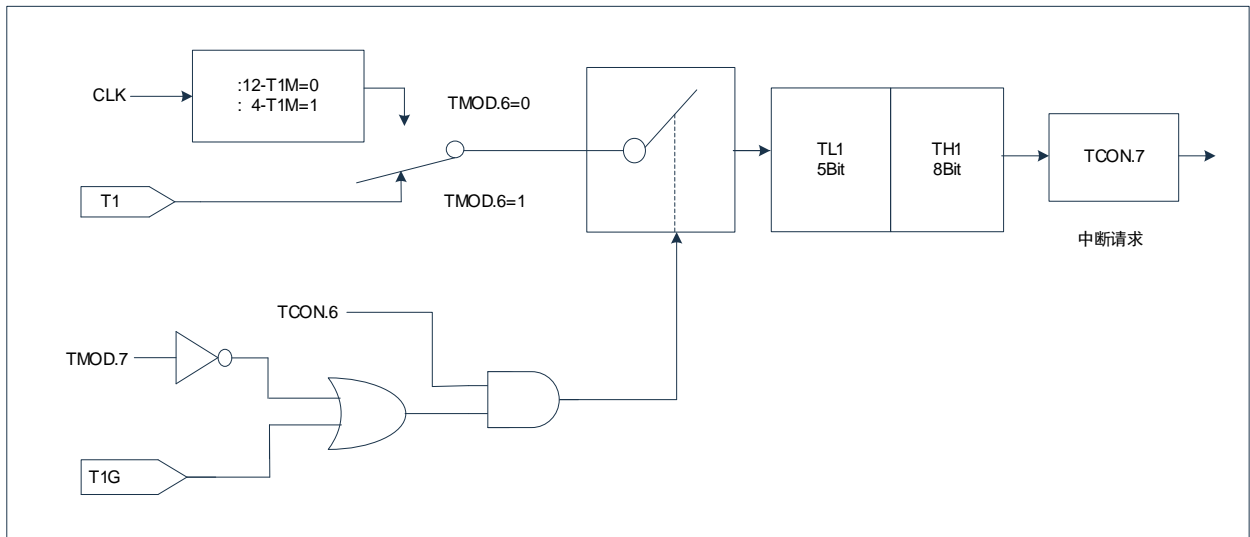 :12-T1M=0
: 4-T1M=1
CLK
TMOD.6=0
T1
TMOD.6=1
TL1
5Bit
TH1
8Bit
TCON.7
中断请求
TCON.6
TMOD.7
T1G